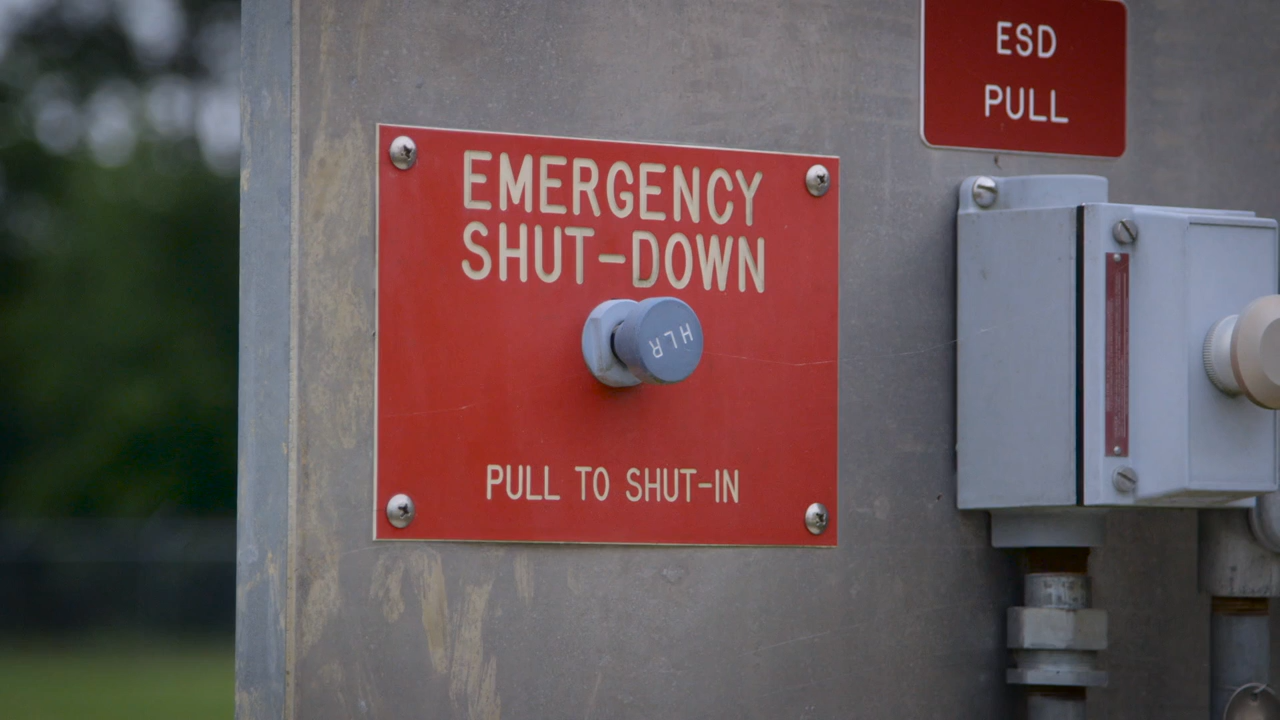 EMERGENCY
SHUT-DOWN
HLR
PULL TO SHUT-IN
ESD
PULL